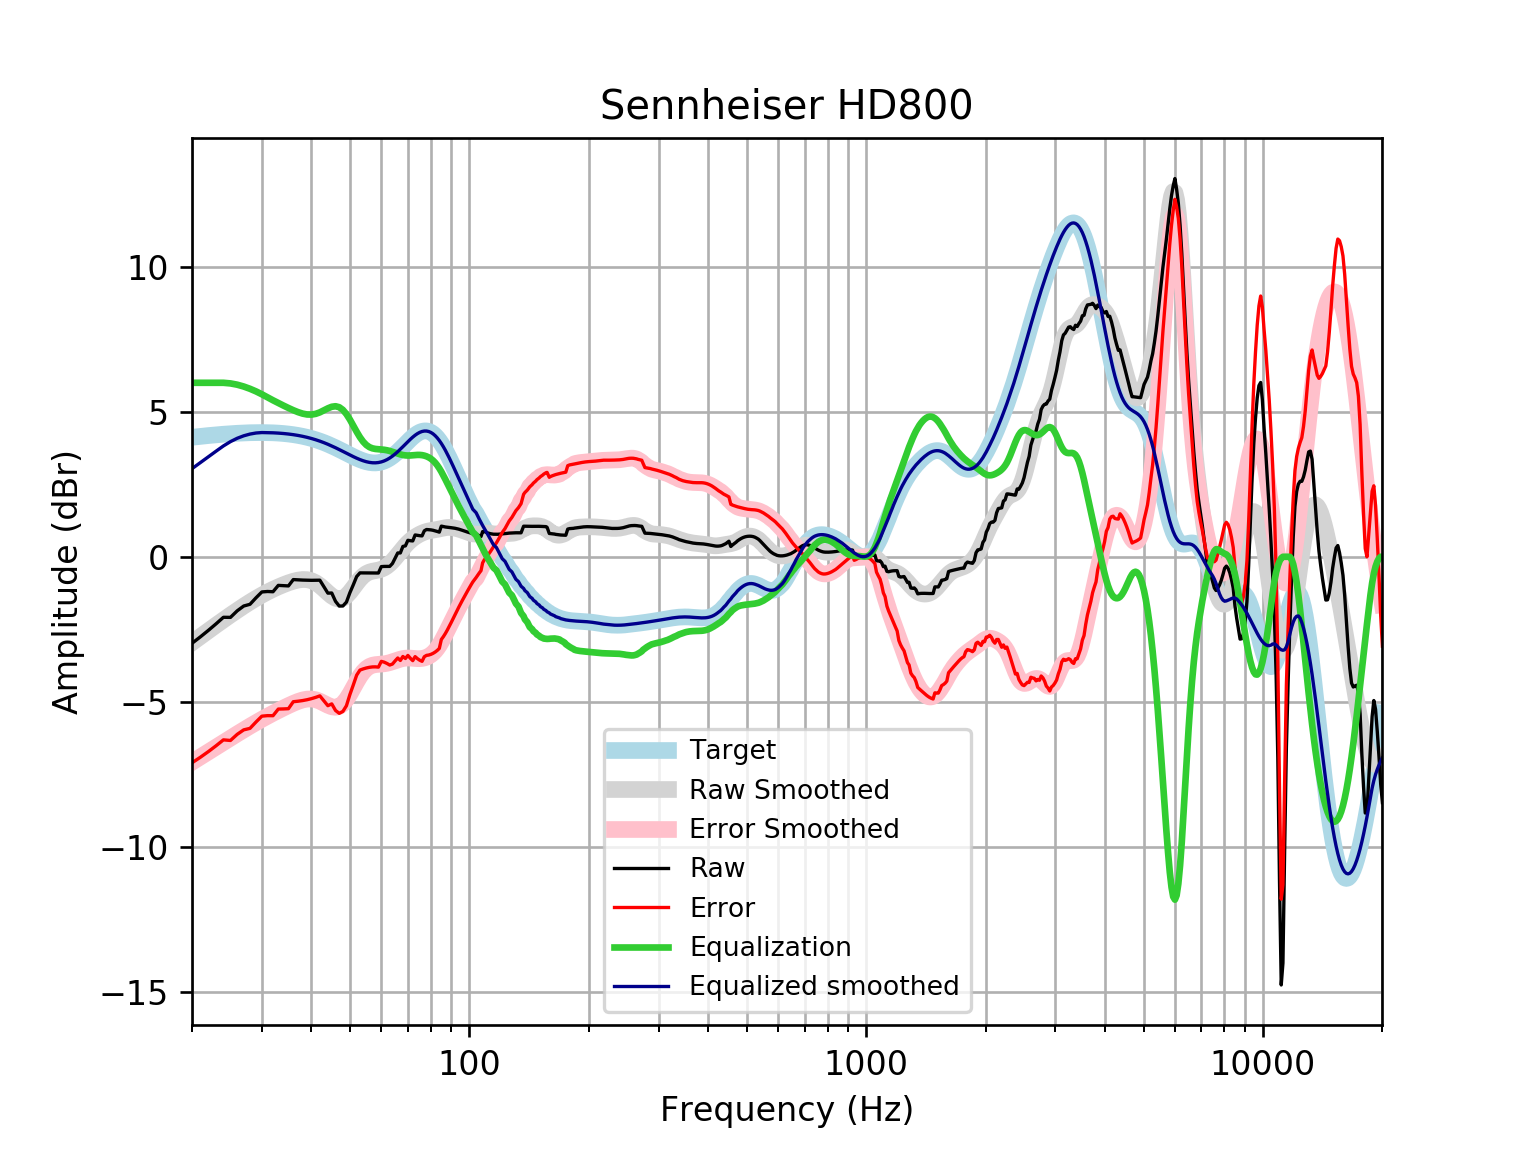 Sennheiser HD800
Amplitude (dBr)
10
5
0
−5
−10
−15
Target
Raw Smoothed
Error Smoothed
Raw
Error
Equalization
Equalized smoothed
100
1000
10000
Frequency (Hz)